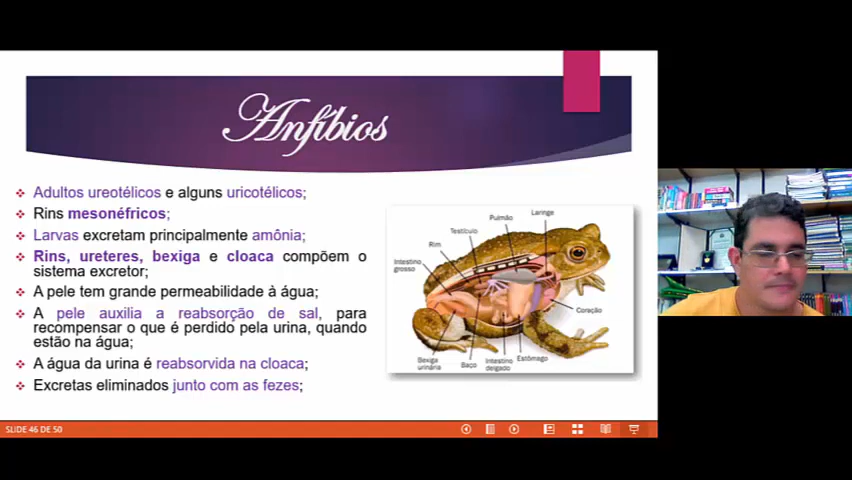 Anfíbios
Adultos ureotélicos e alguns uricotélicos;
Rins mesonéfricos;
Larvas excretam principalmente amônia;
Rins, ureteres, bexiga e cloaca compõem o
sistema excretor;
A pele tem grande permeabilidade à água;
A pele auxilia a reabsorção de sal, para
recompensar o que é perdido pela urina, quando
estão na água;
A água da urina é reabsorvida na cloaca;
Excretas eliminados junto com as fezes;
Laringe
Pulmão
Testículo
Rim
Intestino
grosso
Coração
Bexiga
urinária
Baço
Intestino
delgado
Estômago
SLIDE 46 DE 50